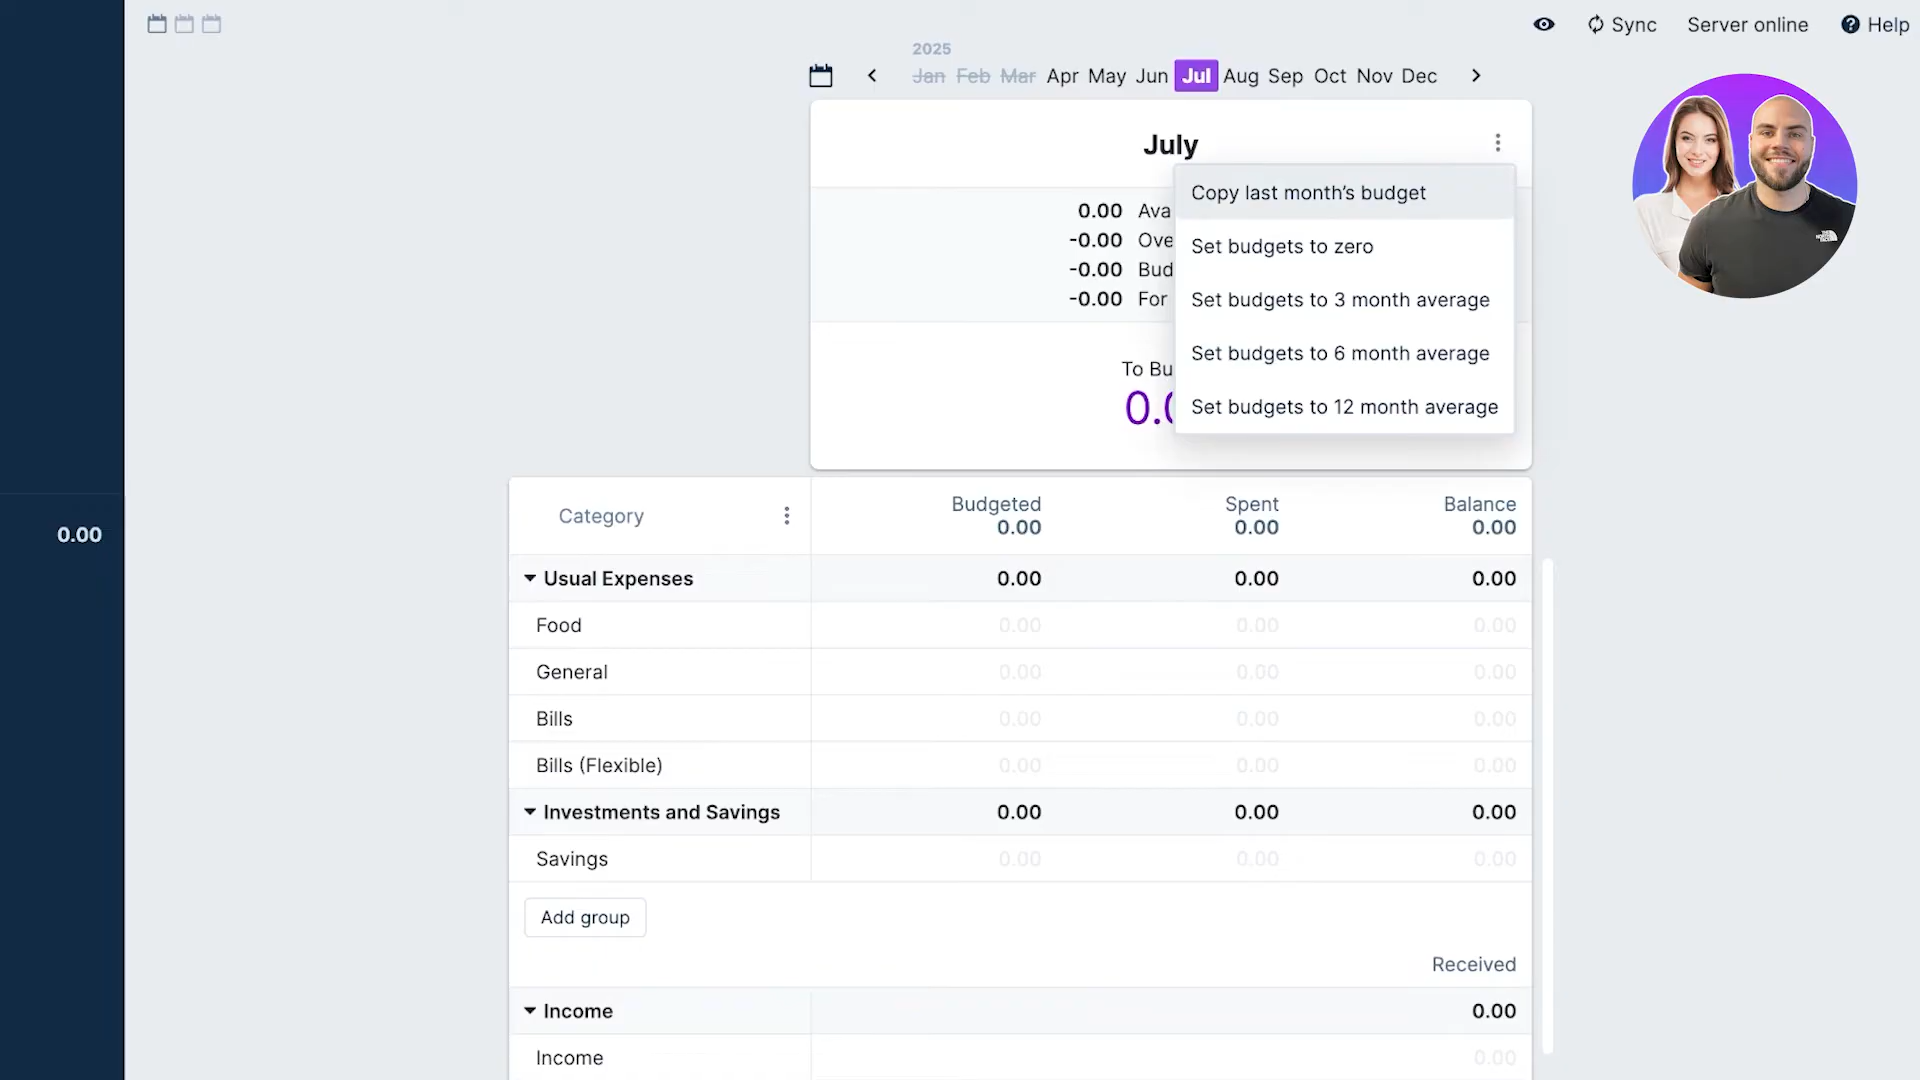 Sync Server online Help
2025
Jan Feb Mar Apr May Jun Jul Aug Sep Oct Nov Dec
July
Copy last month’s budget
Set budgets to zero
Set budgets to 3 month average
Set budgets to 6 month average
Set budgets to 12 month average
0.00 Ava
-0.00 Ove
-0.00 Bud
-0.00 For
To Bu
0.0
0.00
Category Budgeted Spent Balance
0.00 0.00 0.00
Usual Expenses 0.00 0.00 0.00
Food 0.00 0.00 0.00
General 0.00 0.00 0.00
Bills 0.00 0.00 0.00
Bills (Flexible) 0.00 0.00 0.00
Investments and Savings 0.00 0.00 0.00
Savings 0.00 0.00 0.00
Add group
Received
Income 0.00
Income 0.00